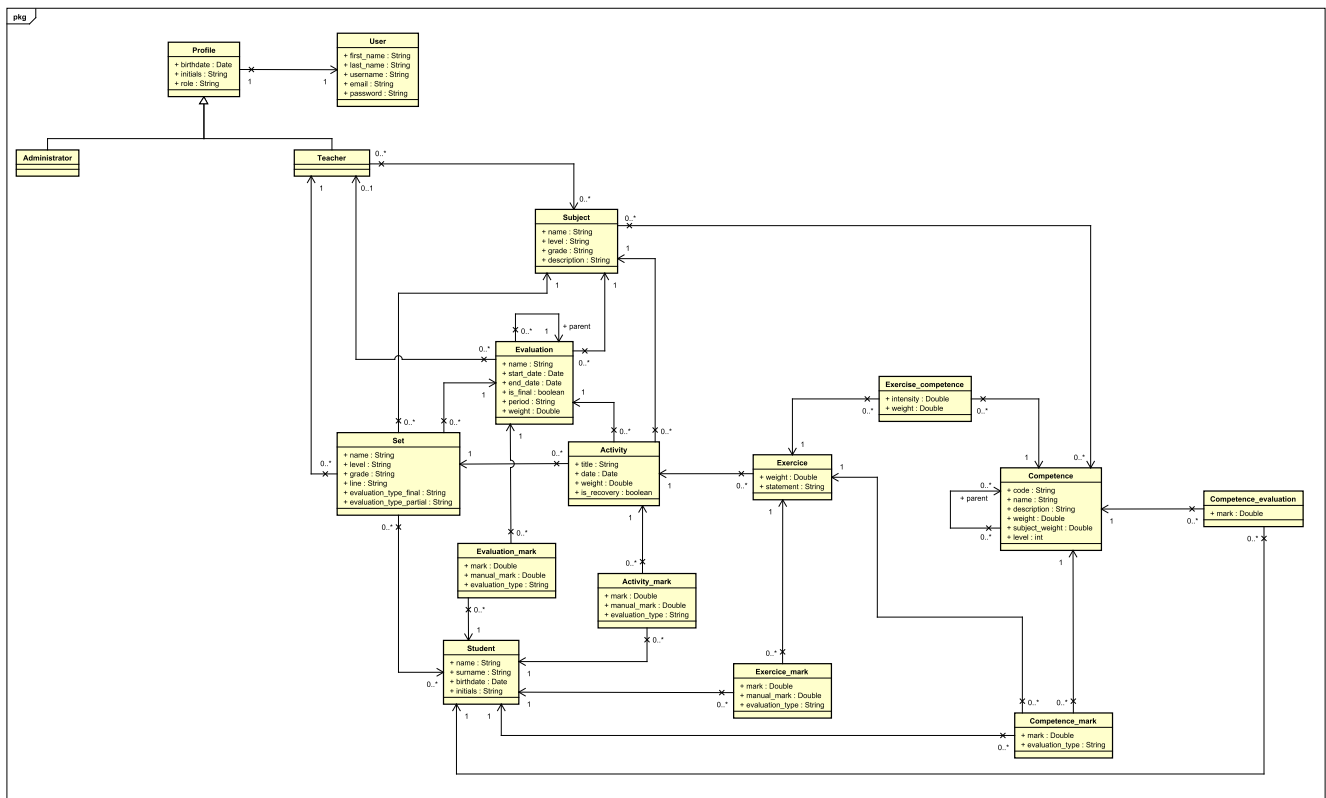 pkg
Profile
+ birthdate : Date
+ initials : String
+ role : String
1
1
User
+ first_name : String
+ last_name : String
+ username : String
+ email : String
+ password : String
Administrator
Teacher
0..*
1
0..1
0..*
Subject
+ name : String
+ level : String
+ grade : String
+ description : String
0..*
1
1
1
0..*
1
+ parent
0..*
Evaluation
+ name : String
+ start_date : Date
+ end_date : Date
+ is_final : boolean
+ period : String
+ weight : Double
0..*
1
1
1
Exercise_competence
+ intensity : Double
+ weight : Double
0..*
0..*
0..*
0..*
0..*
0..*
Set
+ name : String
+ level : String
+ grade : String
+ line : String
+ evaluation_type_final : String
+ evaluation_type_partial : String
0..*
1
0..*
Activity
+ title : String
+ date : Date
+ weight : Double
+ is_recovery : boolean
1
0..*
1
Exercice
+ weight : Double
+ statement : String
1
1
0..*
Competence
+ code : String
+ name : String
+ description : String
+ weight : Double
+ subject_weight : Double
+ level : int
0..*
+ parent
0..*
1
0..*
Competence_evaluation
+ mark : Double
0..*
0..*
0..*
1
1
1
Evaluation_mark
+ mark : Double
+ manual_mark : Double
+ evaluation_type : String
0..*
0..*
Activity_mark
+ mark : Double
+ manual_mark : Double
+ evaluation_type : String
0..*
1
Student
+ name : String
+ surname : String
+ birthdate : Date
+ initials : String
0..*
1
1
1
1
0..*
Exercice_mark
+ mark : Double
+ manual_mark : Double
+ evaluation_type : String
0..*
0..*
0..*
Competence_mark
+ mark : Double
+ evaluation_type : String
0..*